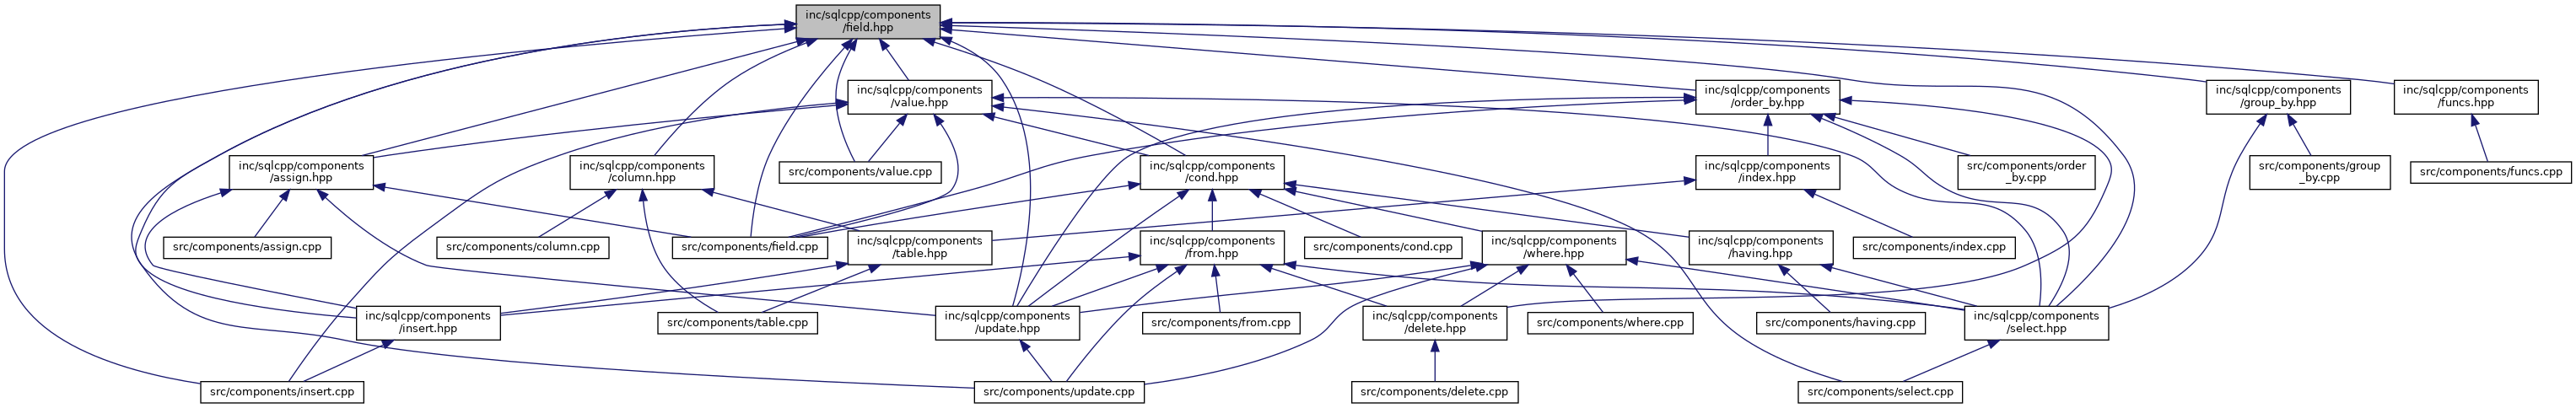 inc/sqlcpp/components
/field.hpp
inc/sqlcpp/components
/value.hpp
inc/sqlcpp/components
/order_by.hpp
inc/sqlcpp/components
/group_by.hpp
inc/sqlcpp/components
/funcs.hpp
inc/sqlcpp/components
/assign.hpp
inc/sqlcpp/components
/column.hpp
src/components/value.cpp
inc/sqlcpp/components
/cond.hpp
inc/sqlcpp/components
/index.hpp
src/components/order
_by.cpp
src/components/group
_by.cpp
src/components/funcs.cpp
src/components/assign.cpp
src/components/column.cpp
src/components/field.cpp
inc/sqlcpp/components
/table.hpp
inc/sqlcpp/components
/from.hpp
src/components/cond.cpp
inc/sqlcpp/components
/where.hpp
inc/sqlcpp/components
/having.hpp
src/components/index.cpp
inc/sqlcpp/components
/insert.hpp
src/components/table.cpp
inc/sqlcpp/components
/update.hpp
src/components/from.cpp
inc/sqlcpp/components
/delete.hpp
src/components/where.cpp
src/components/having.cpp
inc/sqlcpp/components
/select.hpp
src/components/insert.cpp
src/components/update.cpp
src/components/delete.cpp
src/components/select.cpp